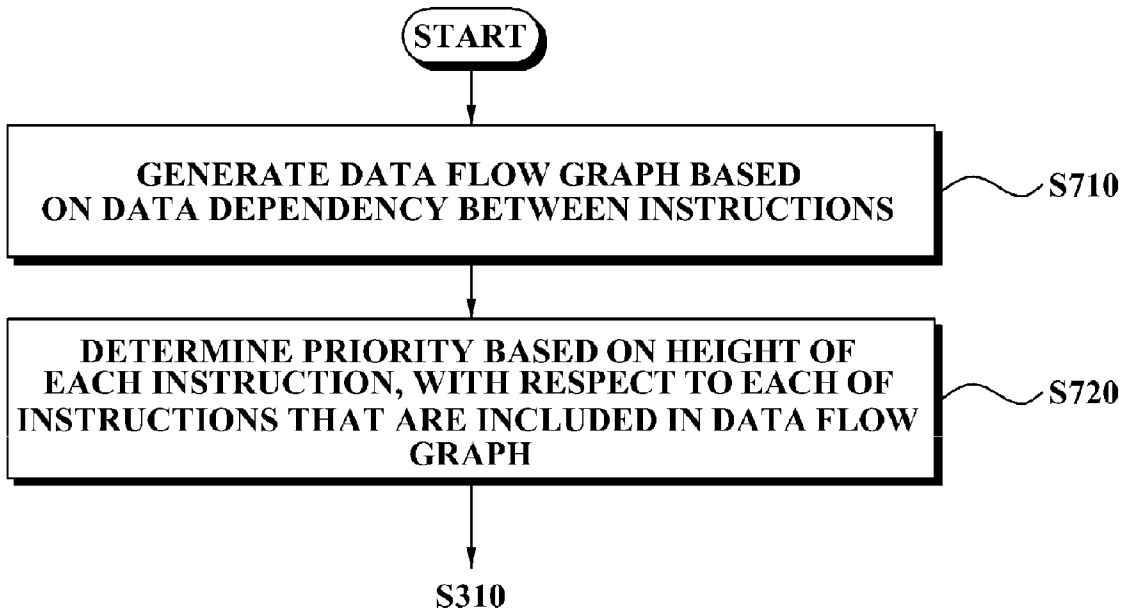 START
GENERATE DATA FLOW GRAPH BASED
ON DATA DEPENDENCY BETWEEN INSTRUCTIONS
S710
DETERMINE PRIORITY BASED ON HEIGHT OF
EACH INSTRUCTION, WITH RESPECT TO EACH OF
INSTRUCTIONS THAT ARE INCLUDED IN DATA FLOW
GRAPH
S720
S310